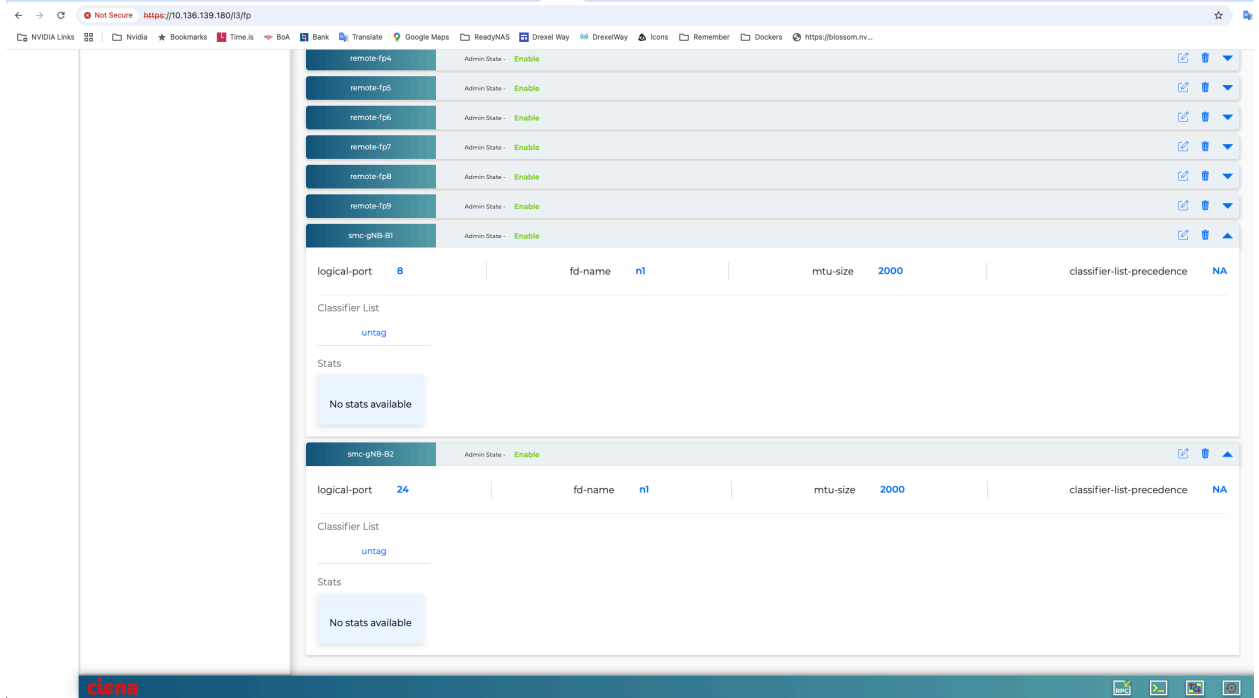 Not Secure https://10.136.139.180/l3/fp
NVIDIA Links Nvidia Bookmarks Time.is BoA Bank Translate Google Maps ReadyNAS Drexel Way DrexelWay Icons Remember Dockers https://blossom.nv...
remote-fp4 Admin State - Enable
remote-fp5 Admin State - Enable
remote-fp6 Admin State - Enable
remote-fp7 Admin State - Enable
remote-fp8 Admin State - Enable
remote-fp9 Admin State - Enable
smc-gNB-B1 Admin State - Enable
logical-port 8 fd-name n1 mtu-size 2000 classifier-list-precedence NA
Classifier List
untag
Stats
No stats available
smc-gNB-B2 Admin State - Enable
logical-port 24 fd-name n1 mtu-size 2000 classifier-list-precedence NA
Classifier List
untag
Stats
No stats available
ciena RPC